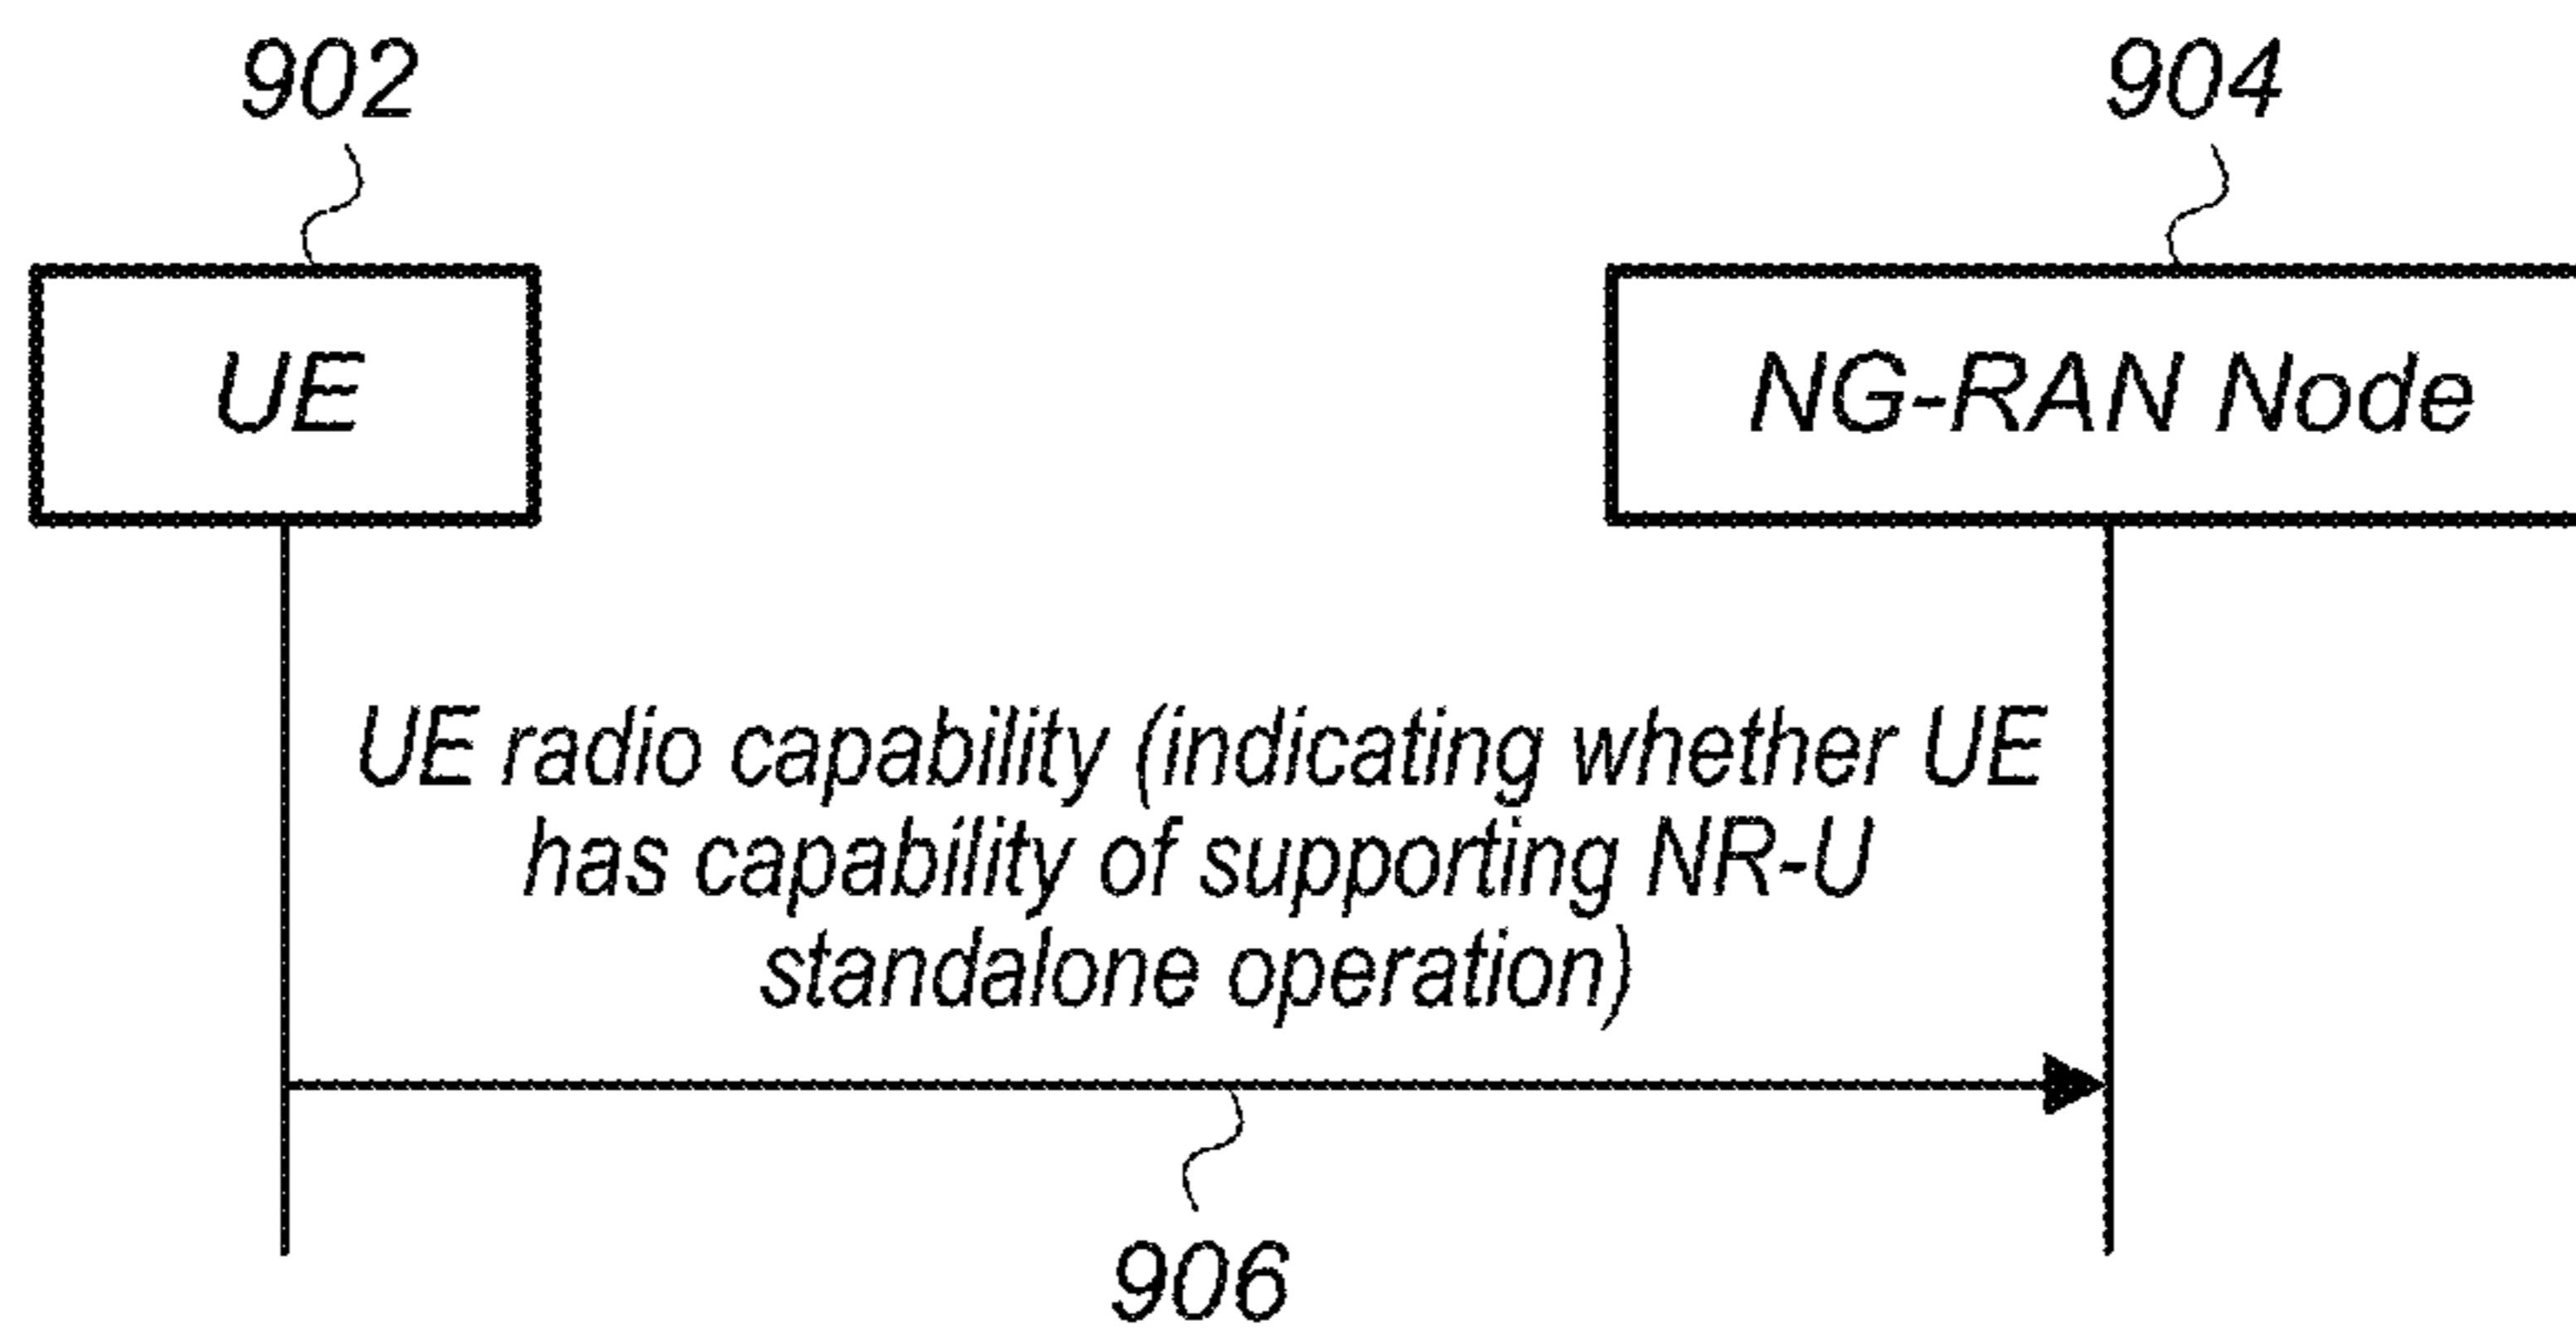 902
904
UE
NG-RAN Node
UE radio capability (indicating whether UE
has capability of supporting NR-U
standalone operation)
906